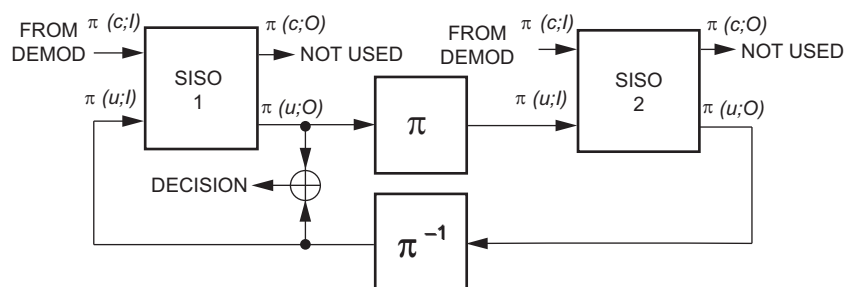 π (c;I)
FROM
DEMOD
π (c;O)
NOT USED
SISO
1
π (u;I)
π (u;O)
π
π (c;I)
FROM
DEMOD
π (c;O)
NOT USED
SISO
2
π (u;I)
π (u;O)
DECISION
π -1